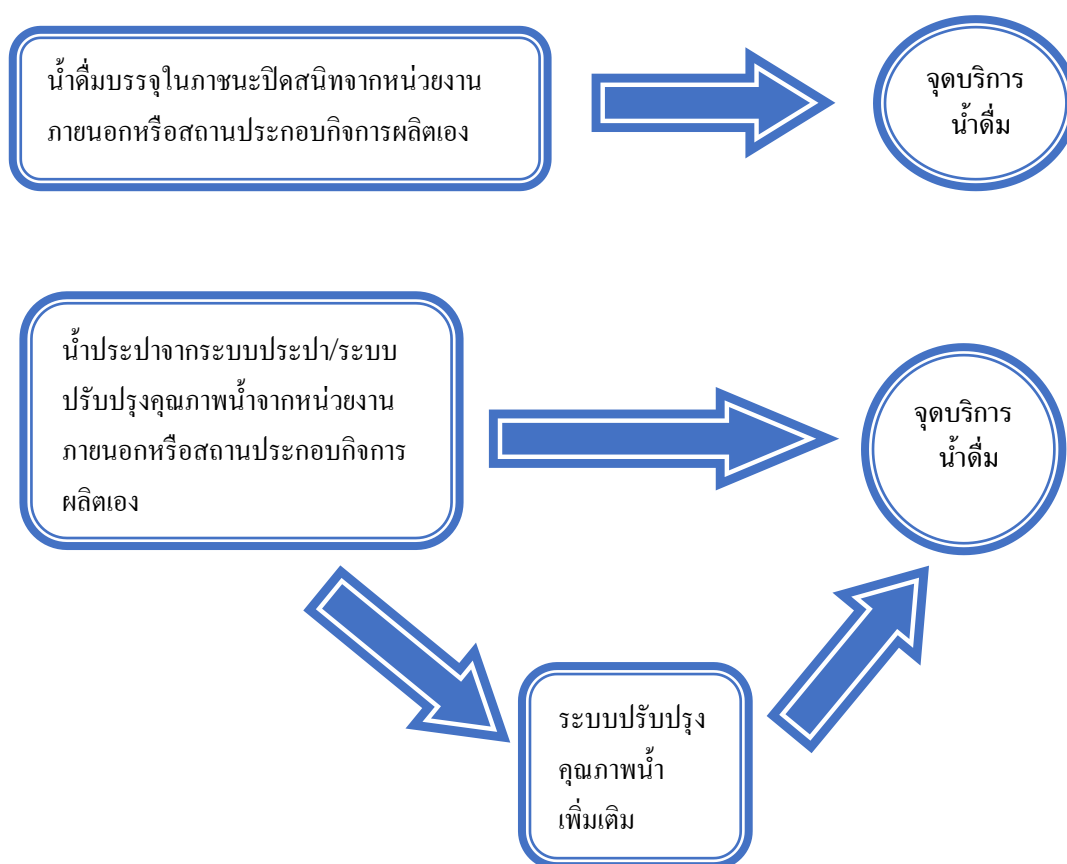 น้ำดื่มบรรจุในภาชนะปิดสนิทจากหน่วยงาน
ภายนอกหรือสถานประกอบกิจการผลิตเอง
จุดบริการ
น้ำดื่ม
น้ำประปาจากระบบประปา/ระบบ
ปรับปรุงคุณภาพน้ำจากหน่วยงาน
ภายนอกหรือสถานประกอบกิจการ
ผลิตเอง
จุดบริการ
น้ำดื่ม
ระบบปรับปรุง
คุณภาพน้ำ
เพิ่มเติม